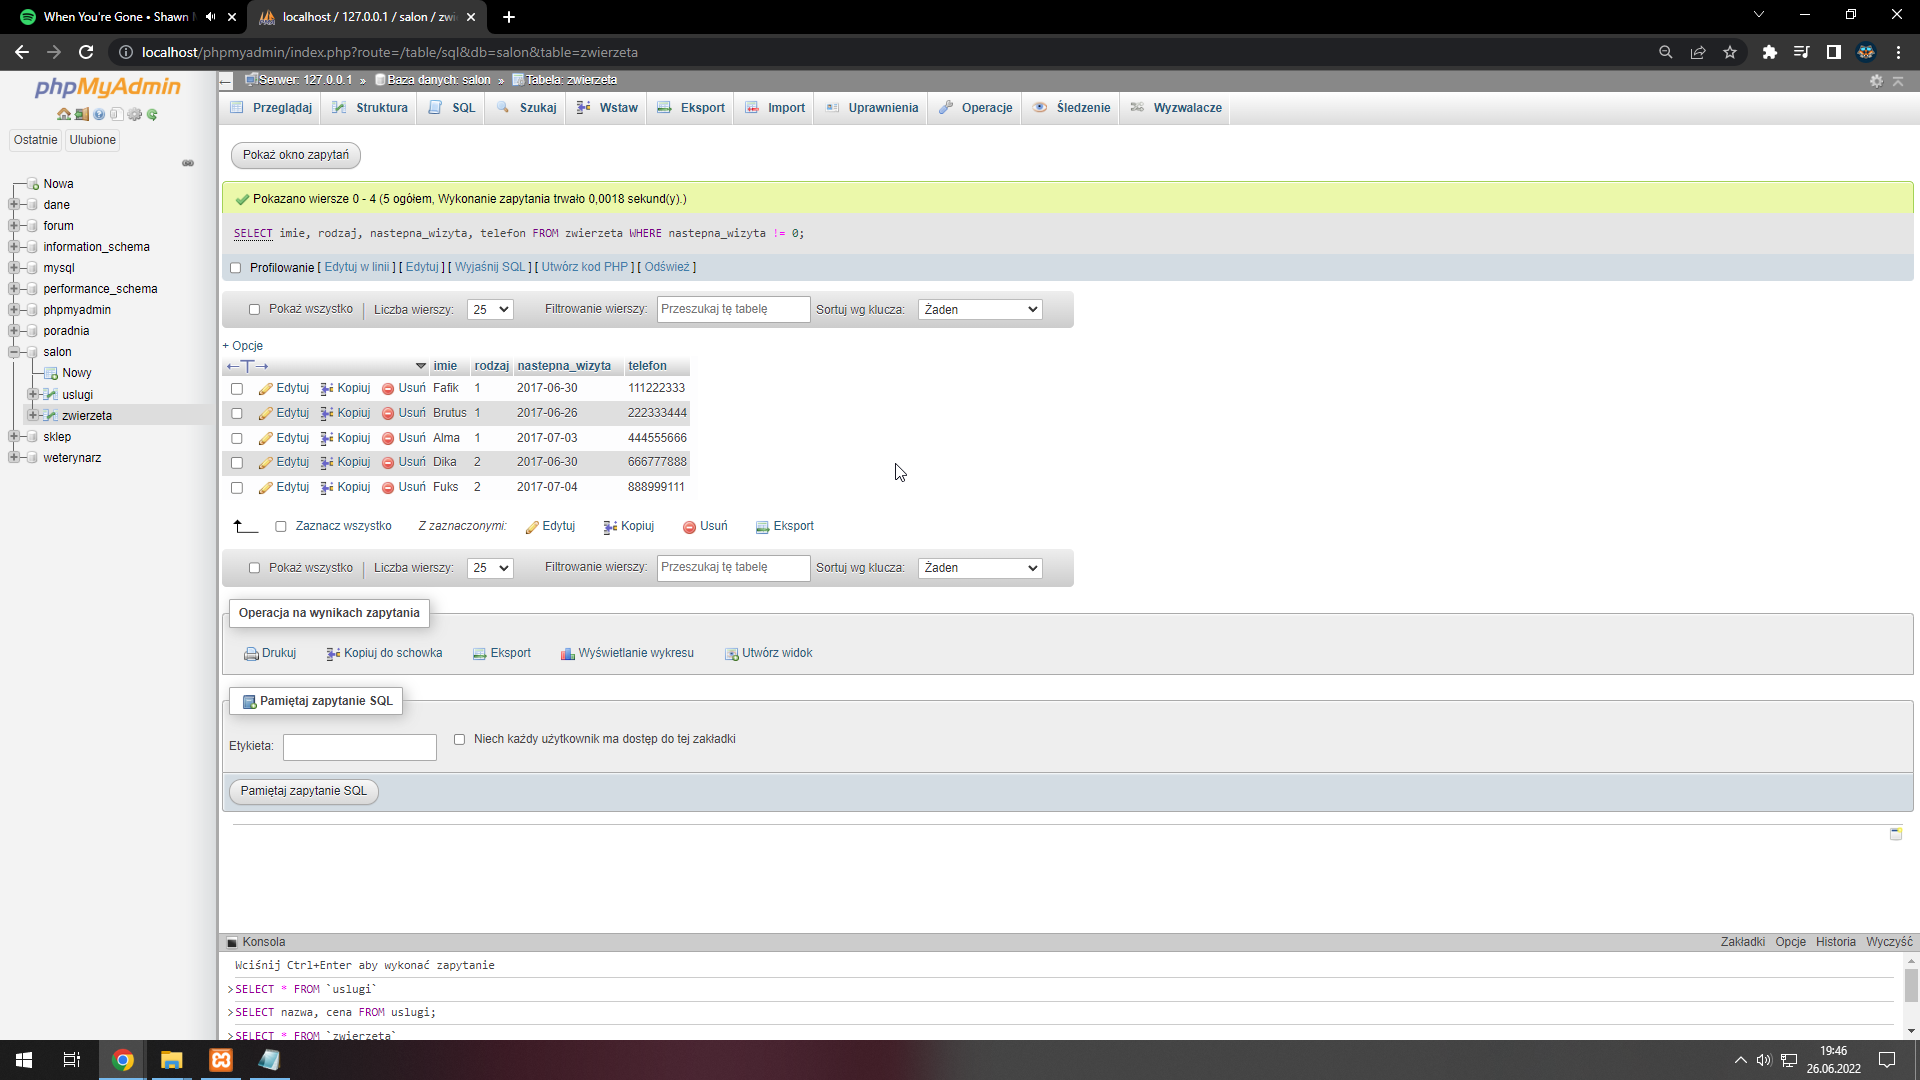 When You're Gone • Shawn
localhost / 127.0.0.1 / salon / zwi
localhost/phpmyadmin/index.php?route=/table/sql&db=salon&table=zwierzeta
phpMyAdmin
Ostatnie Ulubione
Nowa
dane
forum
information_schema
mysql
performance_schema
phpmyadmin
poradnia
salon
Nowy
uslugi
zwierzeta
sklep
weterynarz
Serwer: 127.0.0.1 » Baza danych: salon » Tabela: zwierzeta
Przeglądaj Struktura SQL Szukaj Wstaw Eksport Import Uprawnienia Operacje Śledzenie Wyzwalacze
Pokaż okno zapytań
Pokazano wiersze 0 - 4 (5 ogółem, Wykonanie zapytania trwało 0,0018 sekund(y).)
SELECT imie, rodzaj, nastepna_wizyta, telefon FROM zwierzeta WHERE nastepna_wizyta != 0;
Profilowanie [ Edytuj w linii ] [ Edytuj ] [ Wyjaśnij SQL ] [ Utwórz kod PHP ] [ Odśwież ]
Pokaż wszystko | Liczba wierszy: 25 Filtrowanie wierszy: Przeszukaj tę tabelę Sortuj wg klucza: Żaden
+ Opcje
←T→ imie rodzaj nastepna_wizyta telefon
Edytuj Kopiuj Usuń Fafik 1 2017-06-30 111222333
Edytuj Kopiuj Usuń Brutus 1 2017-06-26 222333444
Edytuj Kopiuj Usuń Alma 1 2017-07-03 444555666
Edytuj Kopiuj Usuń Dika 2 2017-06-30 666777888
Edytuj Kopiuj Usuń Fuks 2 2017-07-04 888999111
Zaznacz wszystko Z zaznaczonymi: Edytuj Kopiuj Usuń Eksport
Pokaż wszystko | Liczba wierszy: 25 Filtrowanie wierszy: Przeszukaj tę tabelę Sortuj wg klucza: Żaden
Operacja na wynikach zapytania
Drukuj Kopiuj do schowka Eksport Wyświetlanie wykresu Utwórz widok
Pamiętaj zapytanie SQL
Etykieta: Niech każdy użytkownik ma dostęp do tej zakładki
Pamiętaj zapytanie SQL
Konsola Zakładki Opcje Historia Wyczyść
Wciśnij Ctrl+Enter aby wykonać zapytanie
>SELECT * FROM `uslugi`
>SELECT nazwa, cena FROM uslugi;
>SELECT * FROM `zwierzeta`
19:46
26.06.2022